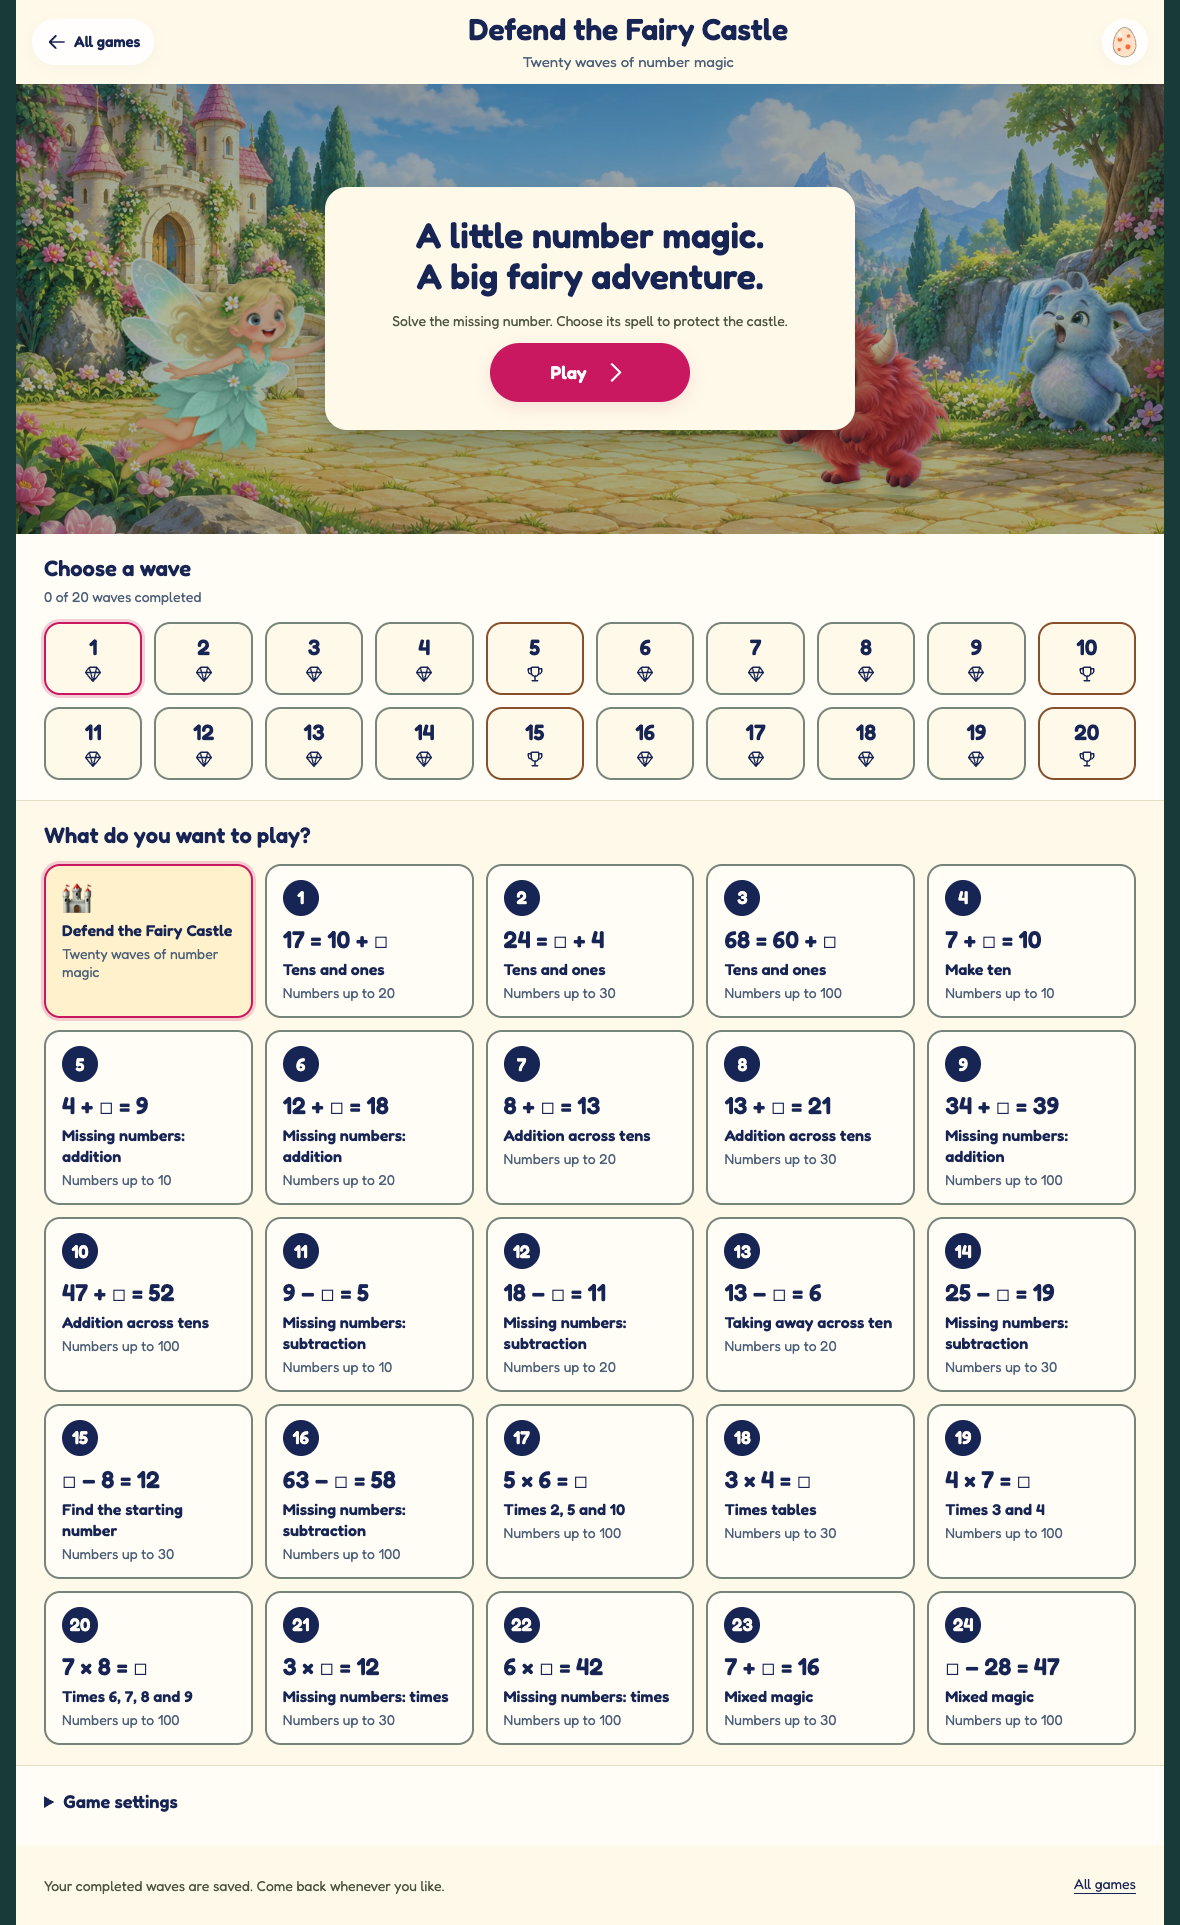 All games
Defend the Fairy Castle
Twenty waves of number magic
A little number magic.
A big fairy adventure.
Solve the missing number. Choose its spell to protect the castle.
Play
Choose a wave
0 of 20 waves completed
1 2 3 4 5 6 7 8 9 10
11 12 13 14 15 16 17 18 19 20
What do you want to play?
Defend the Fairy Castle
Twenty waves of number
magic
1
17 = 10 + □
Tens and ones
Numbers up to 20
2
24 = □ + 4
Tens and ones
Numbers up to 30
3
68 = 60 + □
Tens and ones
Numbers up to 100
4
7 + □ = 10
Make ten
Numbers up to 10
5
4 + □ = 9
Missing numbers:
addition
Numbers up to 10
6
12 + □ = 18
Missing numbers:
addition
Numbers up to 20
7
8 + □ = 13
Addition across tens
Numbers up to 20
8
13 + □ = 21
Addition across tens
Numbers up to 30
9
34 + □ = 39
Missing numbers:
addition
Numbers up to 100
10
47 + □ = 52
Addition across tens
Numbers up to 100
11
9 − □ = 5
Missing numbers:
subtraction
Numbers up to 10
12
18 − □ = 11
Missing numbers:
subtraction
Numbers up to 20
13
13 − □ = 6
Taking away across ten
Numbers up to 20
14
25 − □ = 19
Missing numbers:
subtraction
Numbers up to 30
15
□ − 8 = 12
Find the starting
number
Numbers up to 30
16
63 − □ = 58
Missing numbers:
subtraction
Numbers up to 100
17
5 × 6 = □
Times 2, 5 and 10
Numbers up to 100
18
3 × 4 = □
Times tables
Numbers up to 30
19
4 × 7 = □
Times 3 and 4
Numbers up to 100
20
7 × 8 = □
Times 6, 7, 8 and 9
Numbers up to 100
21
3 × □ = 12
Missing numbers: times
Numbers up to 30
22
6 × □ = 42
Missing numbers: times
Numbers up to 100
23
7 + □ = 16
Mixed magic
Numbers up to 30
24
□ − 28 = 47
Mixed magic
Numbers up to 100
Game settings
Your completed waves are saved. Come back whenever you like.
All games